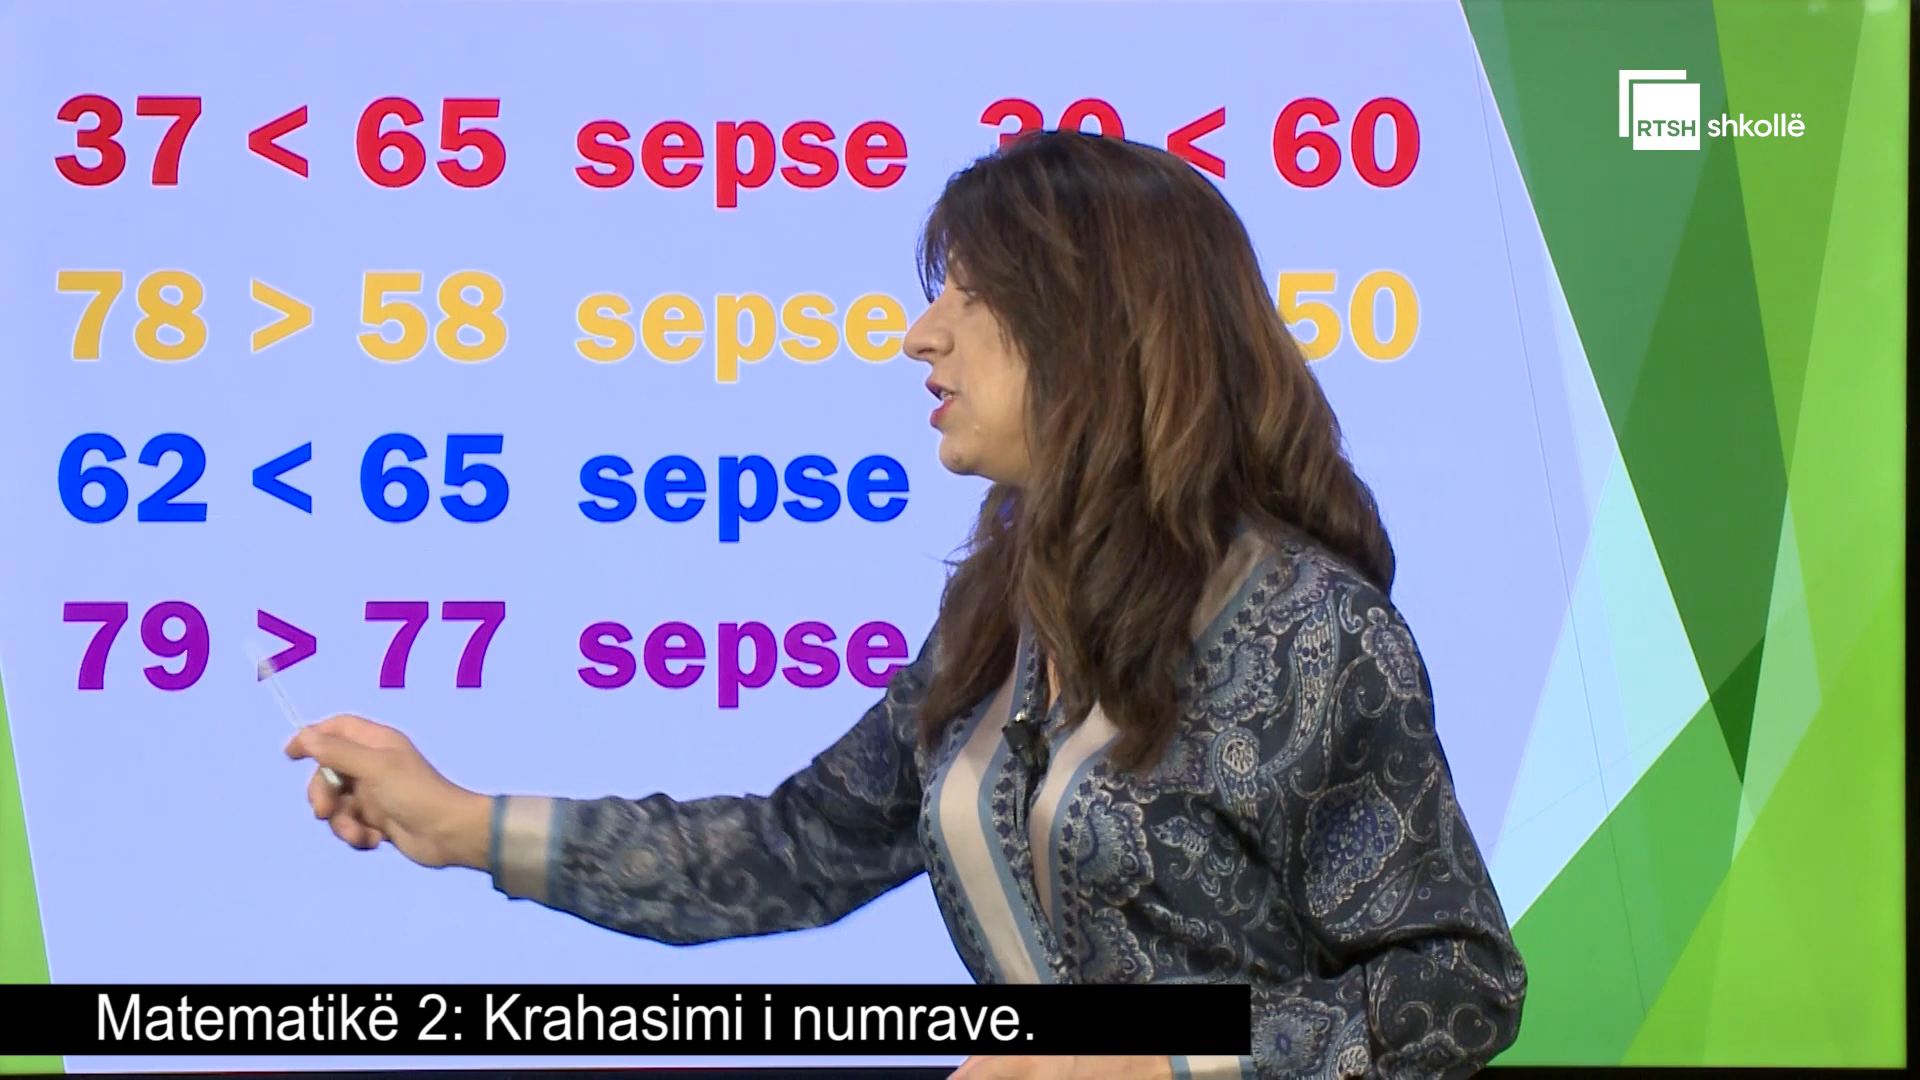 37 < 65 sepse 30 < 60
78 > 58 sepse 50
62 < 65 sepse
79 > 77 sepse
RTSH shkollë
Matematikë 2: Krahasimi i numrave.